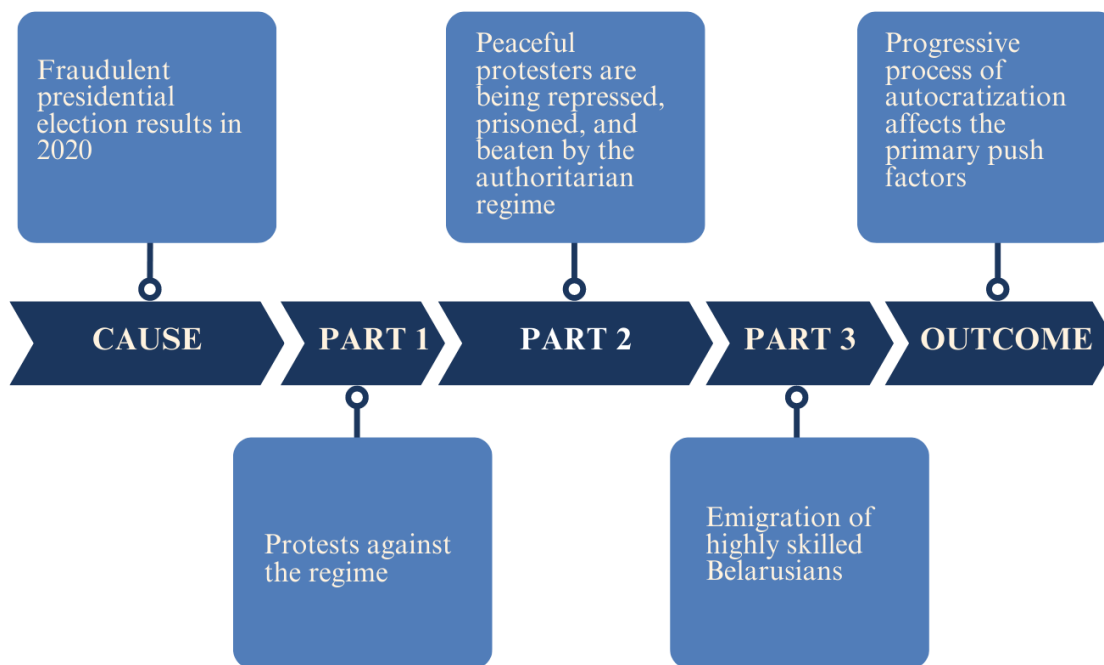 Fraudulent
presidential
election results in
2020
Peaceful
protesters are
being repressed,
prisoned, and
beaten by the
authoritarian
regime
Progressive
process of
autocratization
affects the
primary push
factors
CAUSE
PART 1
PART 2
PART 3
OUTCOME
Protests against
the regime
Emigration of
highly skilled
Belarusians